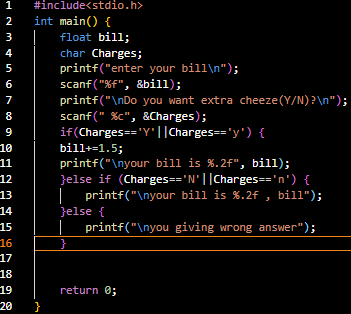 1 #include<stdio.h>
2 int main() {
3 float bill;
4 char Charges;
5 printf("enter your bill\n");
6 scanf("%f", &bill);
7 printf("\nDo you want extra cheeze(Y/N)?\n");
8 scanf(" %c", &Charges);
9 if(Charges=='Y'||Charges=='y') {
10 bill+=1.5;
11 printf("\nyour bill is %.2f", bill);
12 }else if (Charges=='N'||Charges=='n') {
13 printf("\nyour bill is %.2f , bill");
14 }else {
15 printf("\nyou giving wrong answer");
16 }
17
18
19 return 0;
20 }